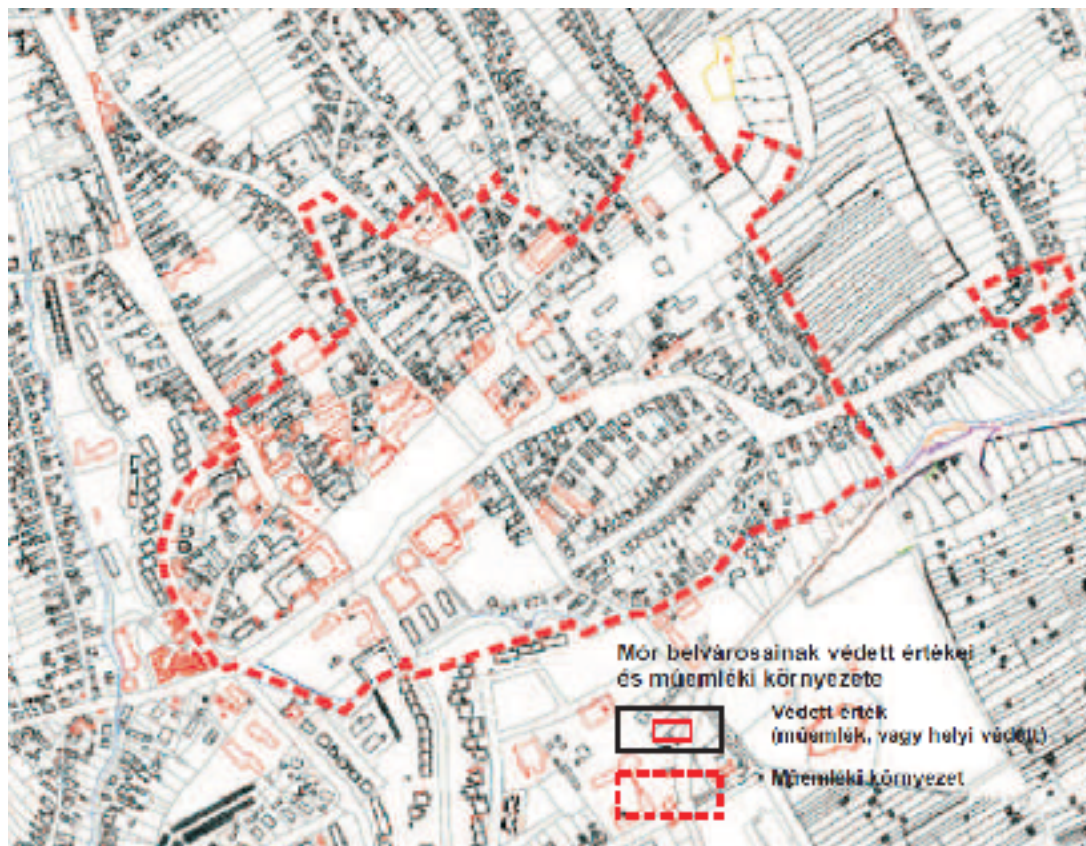 Mór belvárosainak védett értékei
és műemléki környezete
Védett érték
(műemlék, vagy helyi védett)
Műemléki környezet